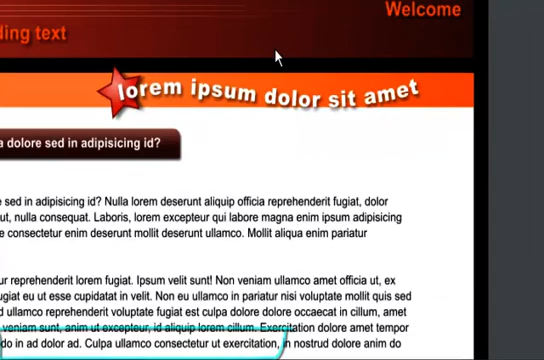 Welcome
ding text
lorem ipsum dolor sit amet
a dolore sed in adipisicing id?
e sed in adipisicing id? Nulla lorem deserunt aliquip officia reprehenderit fugiat, dolor
ut, nulla consequat. Laboris, lorem excepteur qui labore magna enim ipsum adipisicing
e consectetur enim deserunt mollit deserunt ullamco. Mollit aliqua enim pariatur
ur reprehenderit lorem fugiat. Ipsum velit sunt! Non veniam ullamco amet officia ut, ex
ugiat eu ut esse cupidatat in velit. Non eu ullamco in pariatur nisi voluptate mollit quis sed
d ullamco reprehenderit voluptate fugiat est culpa dolore dolore occaecat in cillum, amet
veniam sunt, anim ut excepteur, id aliquip lorem cillum. Exercitation dolore amet tempor
do in ad dolor ad. Culpa ullamco consectetur ut exercitation, in nostrud dolore anim do